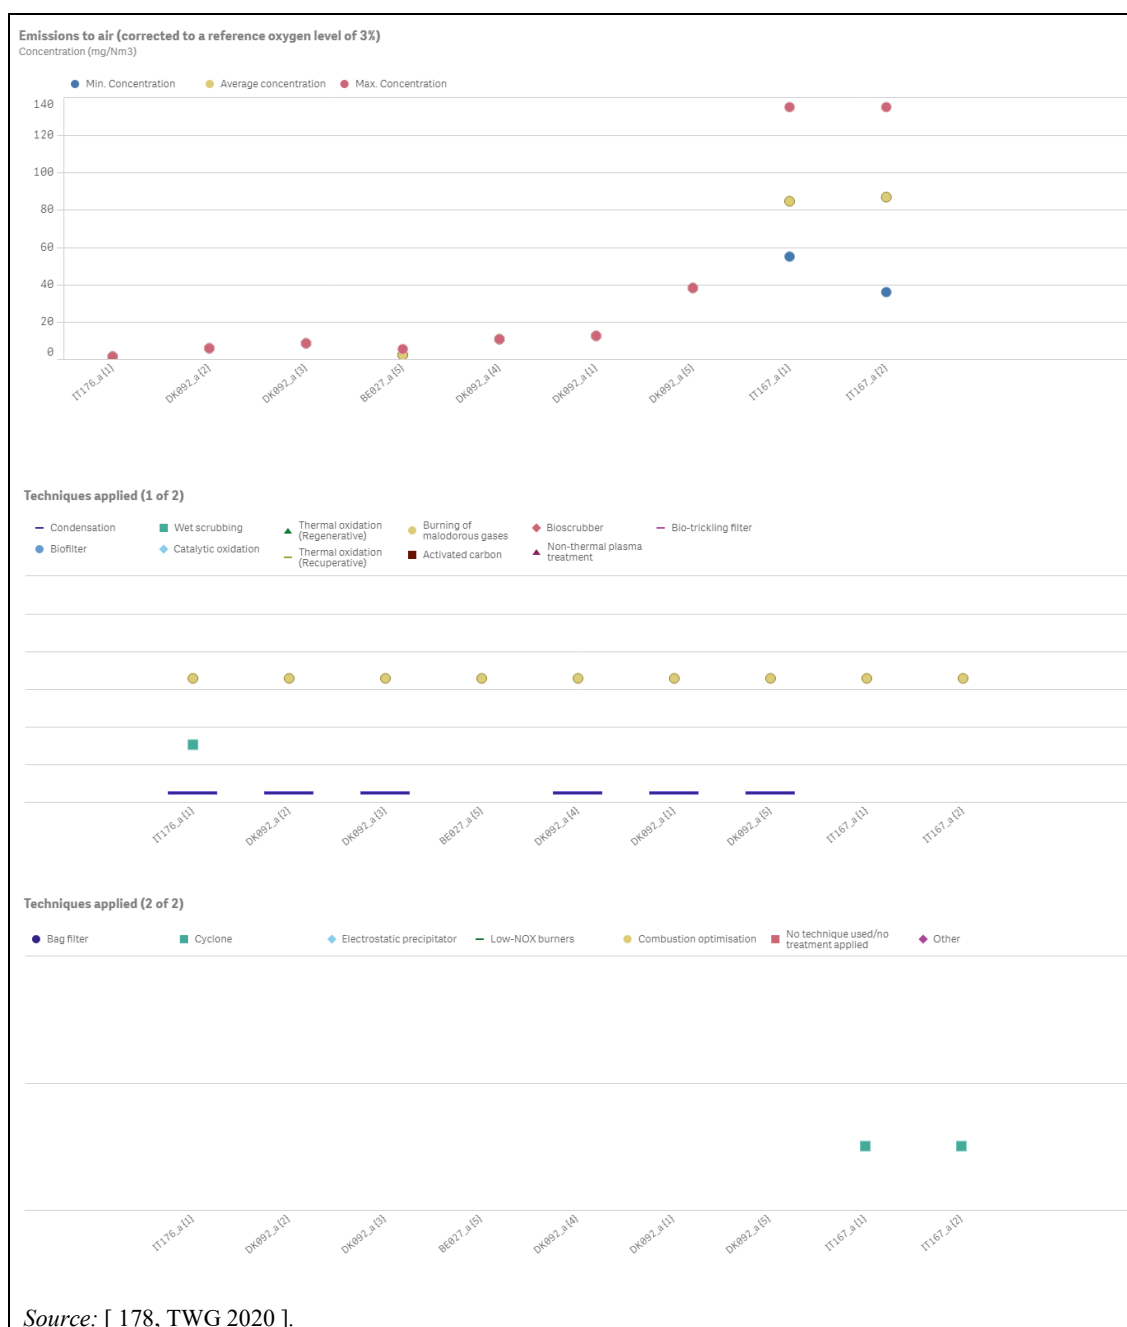 Emissions to air (corrected to a reference oxygen level of 3%)
Concentration (mg/Nm3)
Min. Concentration Average concentration Max. Concentration
140
120
100
80
60
40
20
0
IT176_a{1} DK092_a{2} DK092_a{3} BE027_a{5} DK092_a{4} DK092_a{1} DK092_a{5} IT167_a{1} IT167_a{2}
Techniques applied (1 of 2)
Condensation Wet scrubbing Thermal oxidation (Regenerative) Burning of malodorous gases Bioscrubber Bio-trickling filter
Biofilter Catalytic oxidation Thermal oxidation (Recuperative) Activated carbon Non-thermal plasma treatment
IT176_a{1} DK092_a{2} DK092_a{3} BE027_a{5} DK092_a{4} DK092_a{1} DK092_a{5} IT167_a{1} IT167_a{2}
Techniques applied (2 of 2)
Bag filter Cyclone Electrostatic precipitator Low-NOX burners Combustion optimisation No technique used/no treatment applied Other
IT176_a{1} DK092_a{2} DK092_a{3} BE027_a{5} DK092_a{4} DK092_a{1} DK092_a{5} IT167_a{1} IT167_a{2}
Source: [ 178, TWG 2020 ].